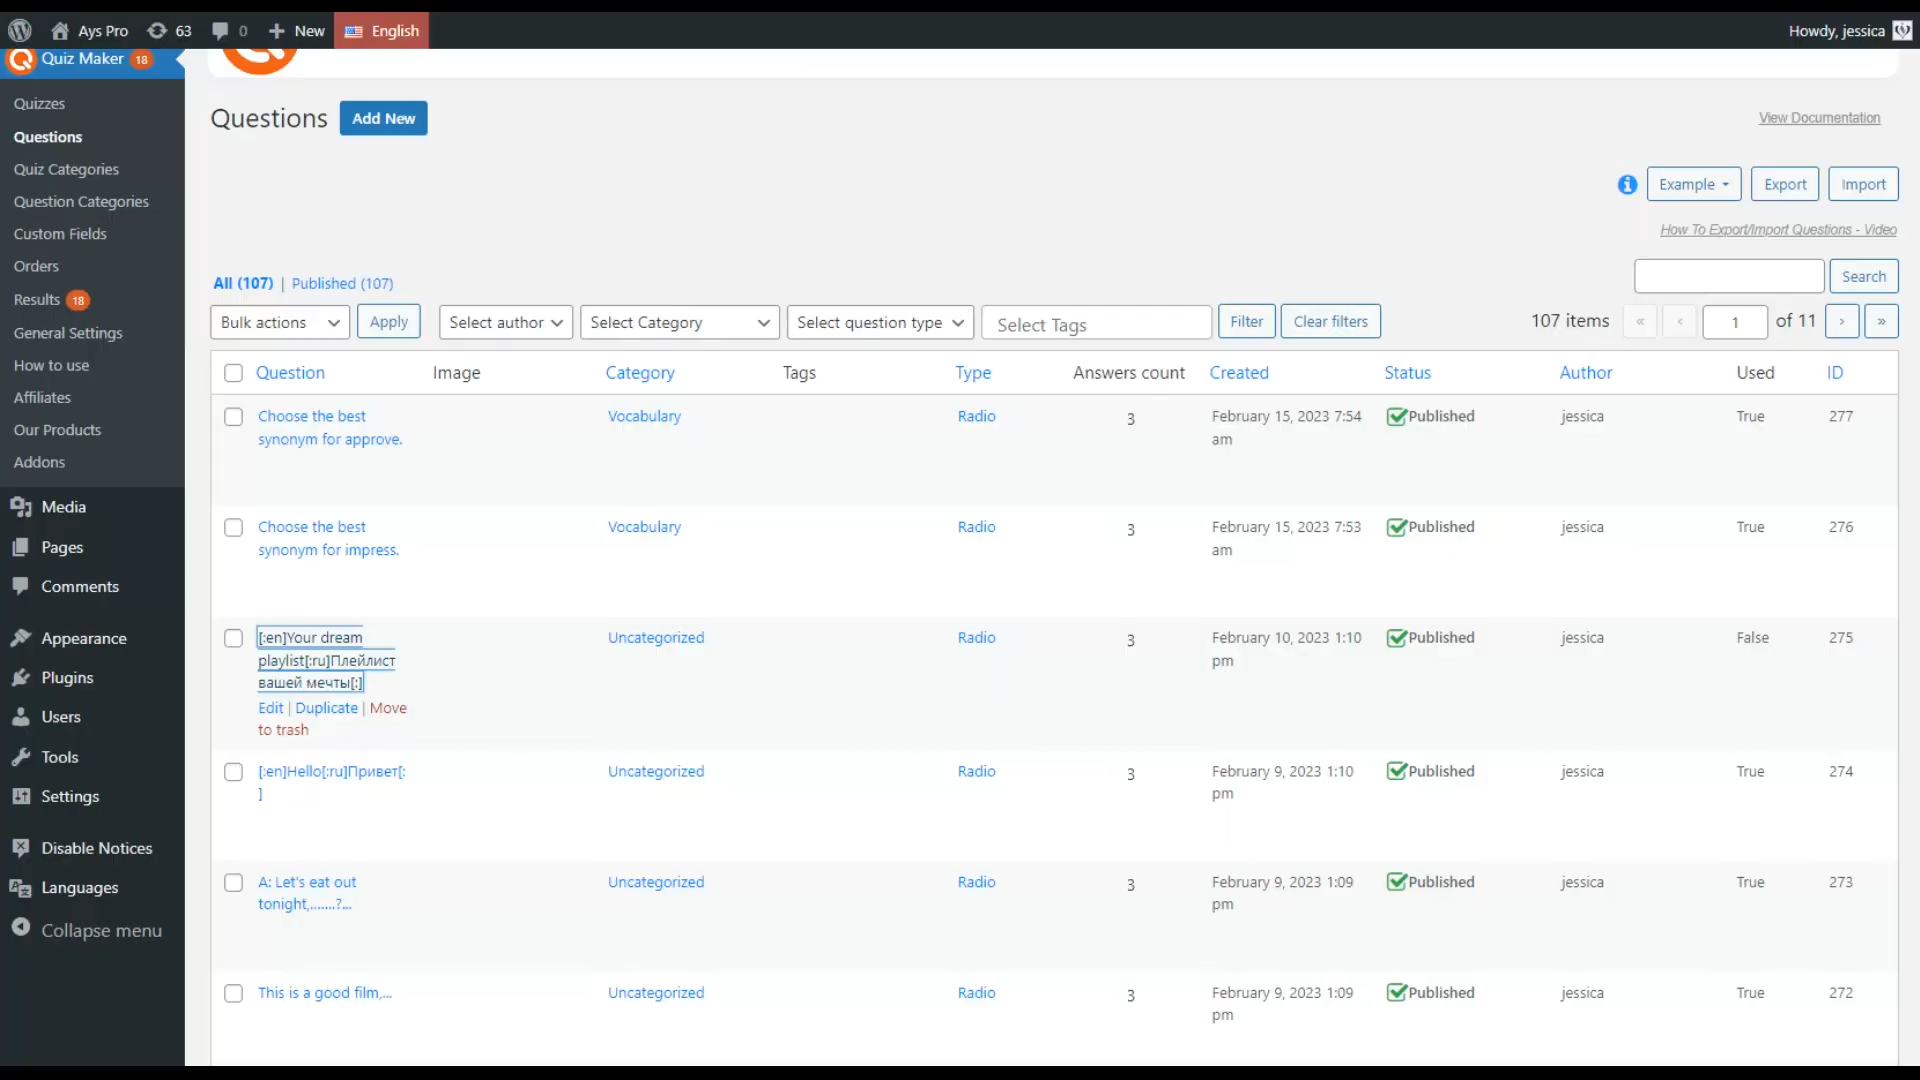 Ays Pro 63 0 New English Howdy, jessica
Quiz Maker 18
Quizzes
Questions
Quiz Categories
Question Categories
Custom Fields
Orders
Results 18
General Settings
How to use
Affiliates
Our Products
Addons
Media
Pages
Comments
Appearance
Plugins
Users
Tools
Settings
Disable Notices
Languages
Collapse menu
Questions Add New View Documentation
Example Export Import
How To Export/Import Questions - Video
All (107) | Published (107) Search
Bulk actions Apply Select author Select Category Select question type Select Tags Filter Clear filters 107 items « ‹ 1 of 11 › »
Question Image Category Tags Type Answers count Created Status Author Used ID
Choose the best Vocabulary Radio 3 February 15, 2023 7:54 Published jessica True 277
synonym for approve. am
Choose the best Vocabulary Radio 3 February 15, 2023 7:53 Published jessica True 276
synonym for impress. am
[:en]Your dream Uncategorized Radio 3 February 10, 2023 1:10 Published jessica False 275
playlist[:ru]Плейлист pm
вашей мечты[:]
Edit | Duplicate | Move
to trash
[:en]Hello[:ru]Привет[: Uncategorized Radio 3 February 9, 2023 1:10 Published jessica True 274
] pm
A: Let's eat out Uncategorized Radio 3 February 9, 2023 1:09 Published jessica True 273
tonight,......?... pm
This is a good film,... Uncategorized Radio 3 February 9, 2023 1:09 Published jessica True 272
pm